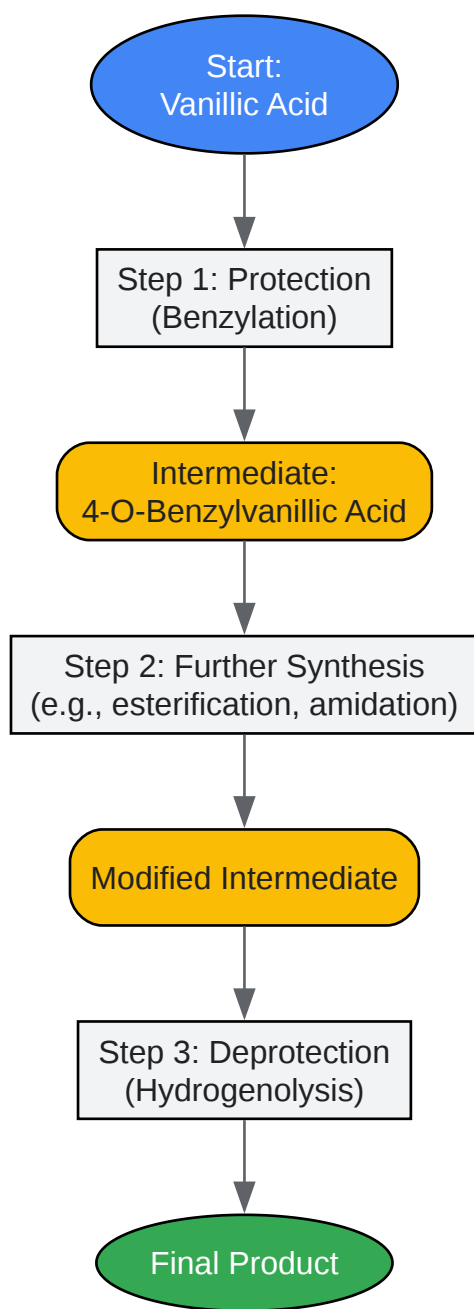 Start:
Vanillic Acid
Step 1: Protection
(Benzylation)
Intermediate:
4-O-Benzylvanillic Acid
Step 2: Further Synthesis
(e.g., esterification, amidation)
Modified Intermediate
Step 3: Deprotection
(Hydrogenolysis)
Final Product